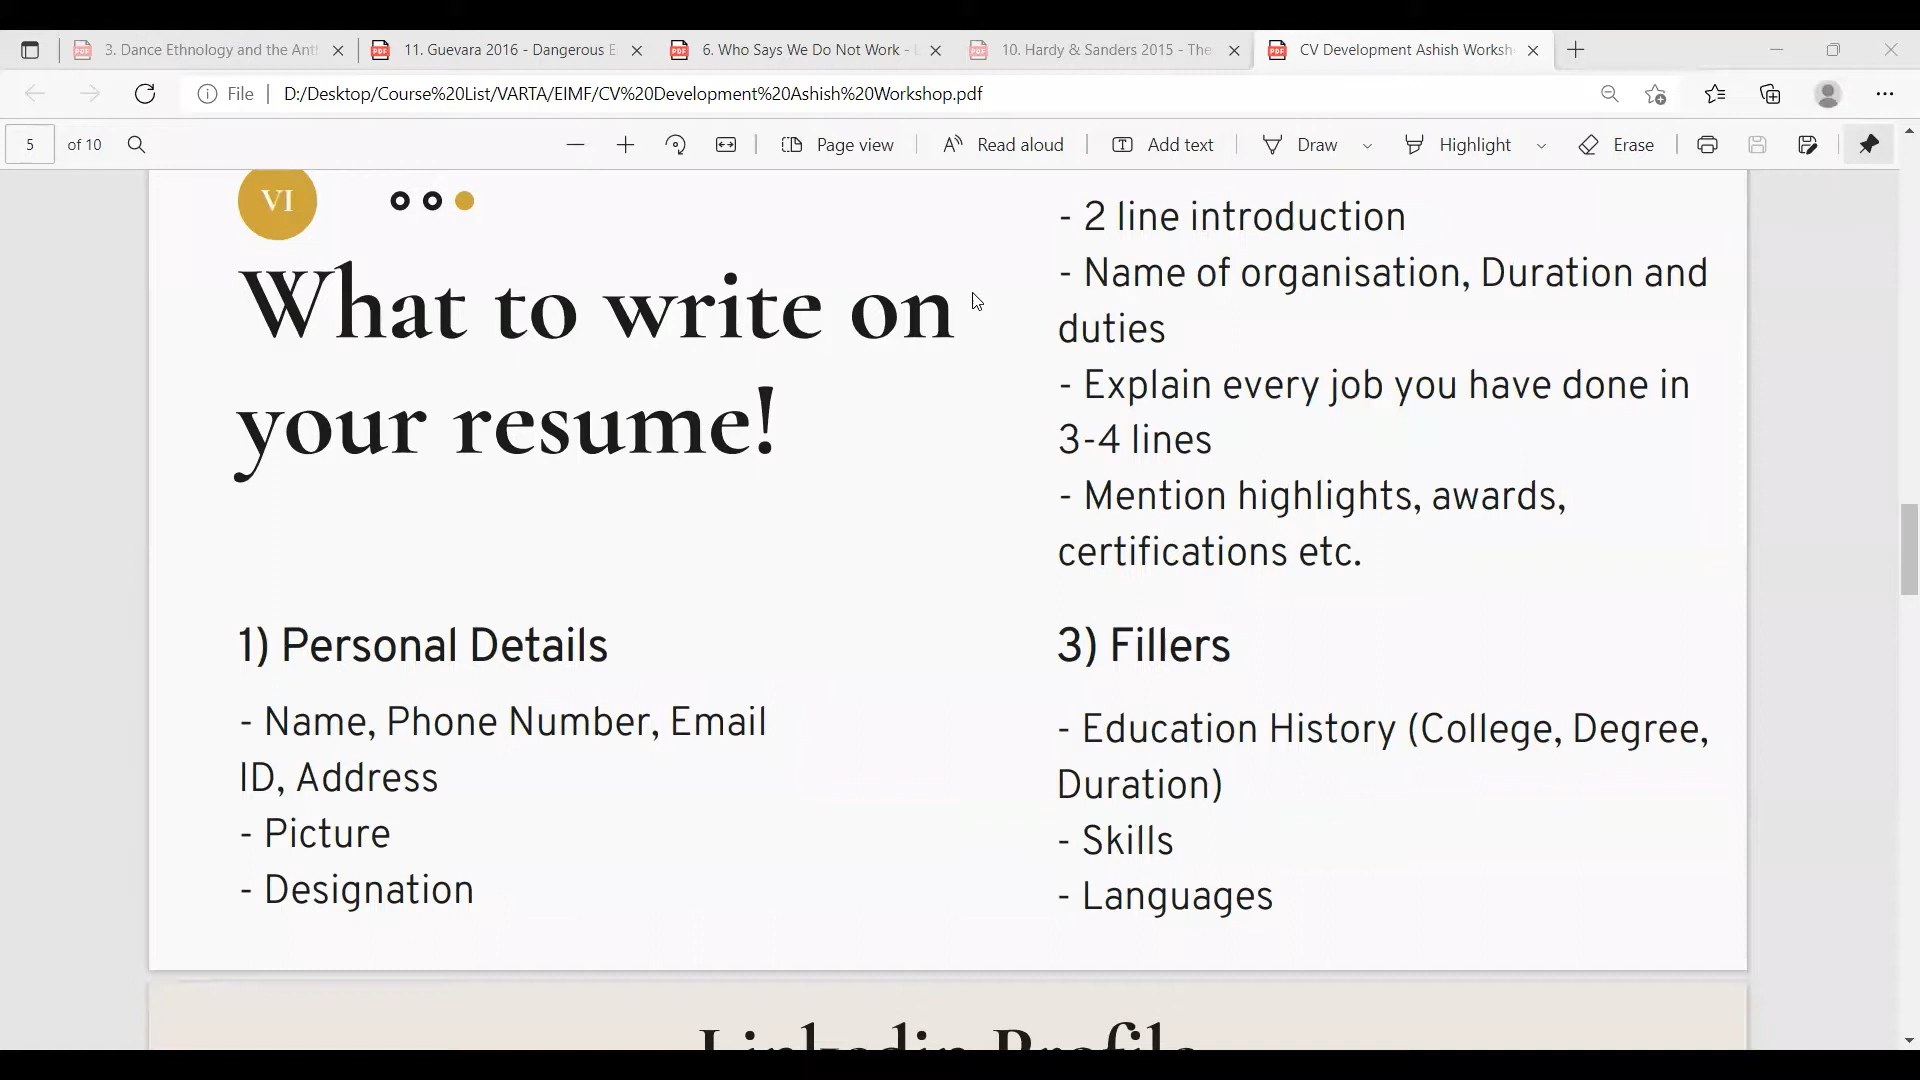 3. Dance Ethnology and the Ant
11. Guevara 2016 - Dangerous E
6. Who Says We Do Not Work -
10. Hardy & Sanders 2015 - The
CV Development Ashish Worksh
File
D:/Desktop/Course%20List/VARTA/EIMF/CV%20Development%20Ashish%20Workshop.pdf
5 of 10
Page view
Read aloud
Add text
Draw
Highlight
Erase
VI
What to write on
your resume!
1) Personal Details
- Name, Phone Number, Email
ID, Address
- Picture
- Designation
- 2 line introduction
- Name of organisation, Duration and
duties
- Explain every job you have done in
3-4 lines
- Mention highlights, awards,
certifications etc.
3) Fillers
- Education History (College, Degree,
Duration)
- Skills
- Languages
Linkedin Profile